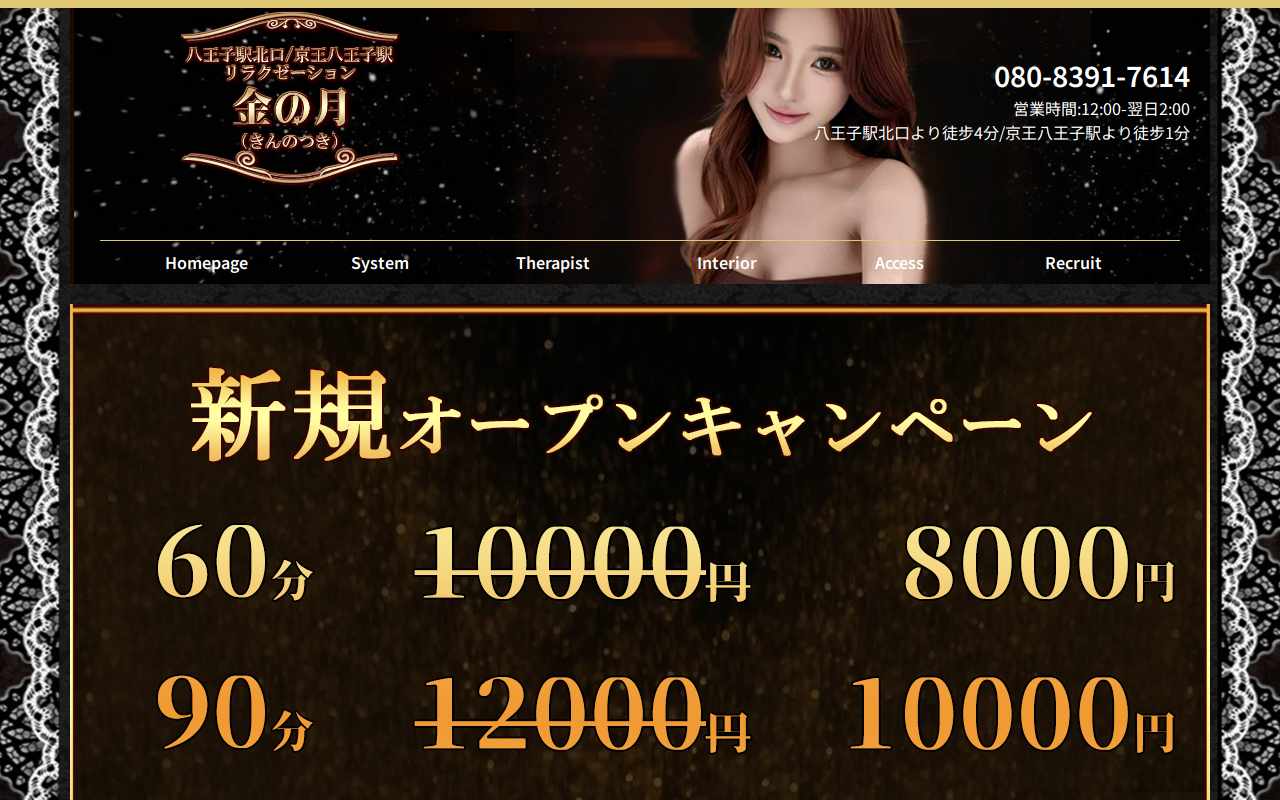 八王子駅北口/京王八王子駅
リラクゼーション
金の月
（きんのつき）
080-8391-7614
営業時間:12:00-翌日2:00
八王子駅北口より徒歩4分/京王八王子駅より徒歩1分
Homepage System Therapist Interior Access Recruit
新規オープンキャンペーン
60分 10000円 8000円
90分 12000円 10000円